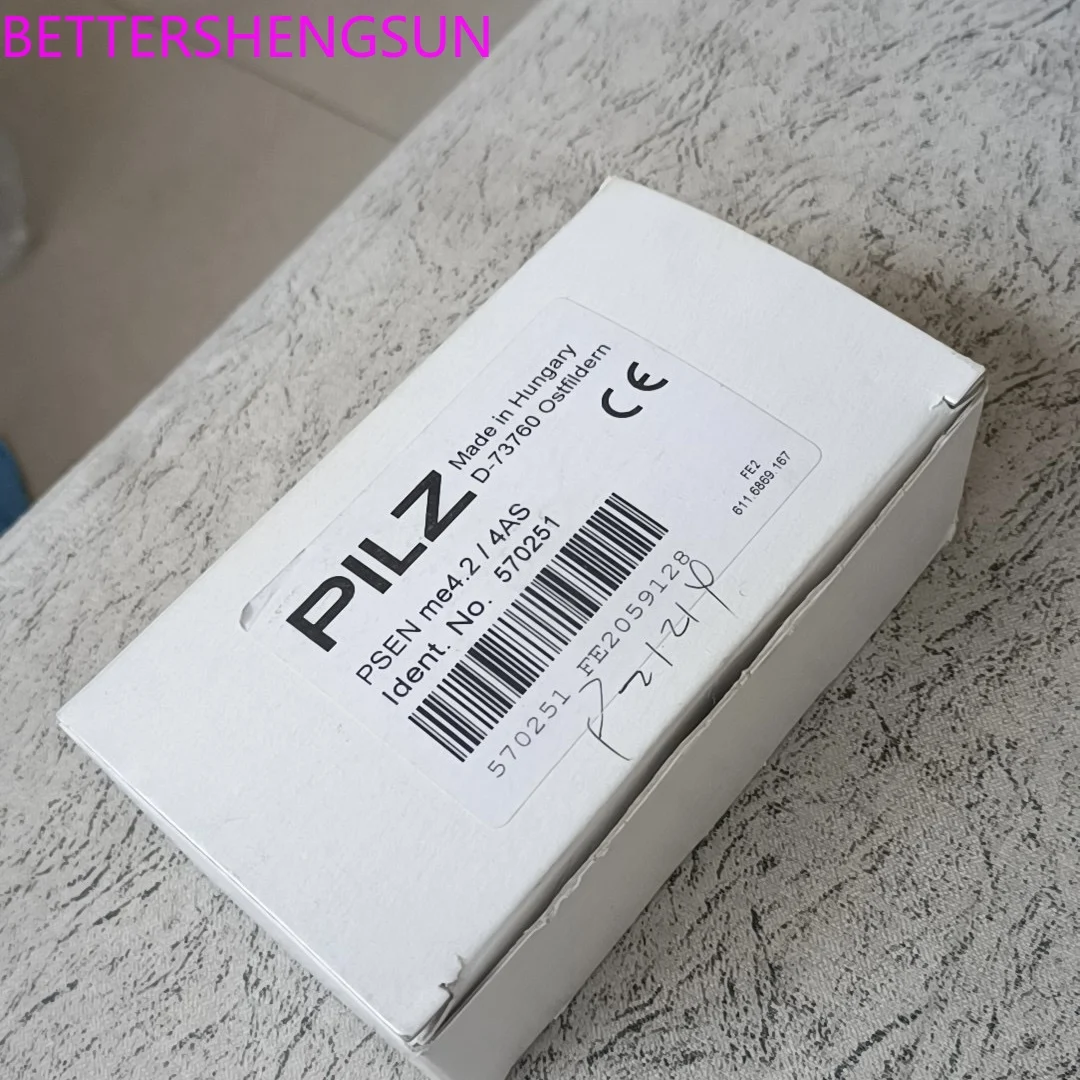 BETTERSHENGSUN
PILZ
Made in Hungary
D-73760 Ostfildern
CE
PSEN me4.2 / 4AS
Ident. No. 570251
570251 FE2059128
FE2
611.6869.167